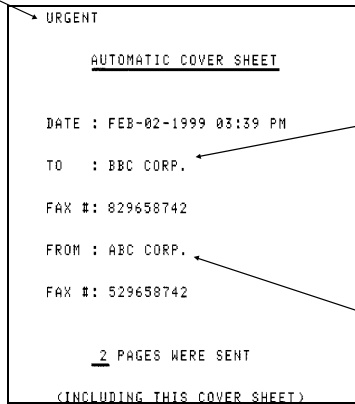 URGENT
AUTOMATIC COVER SHEET
DATE : FEB-02-1999 03:39 PM
TO : BBC CORP.
FAX #: 829658742
FROM : ABC CORP.
FAX #: 529658742
2 PAGES WERE SENT
(INCLUDING THIS COVER SHEET)